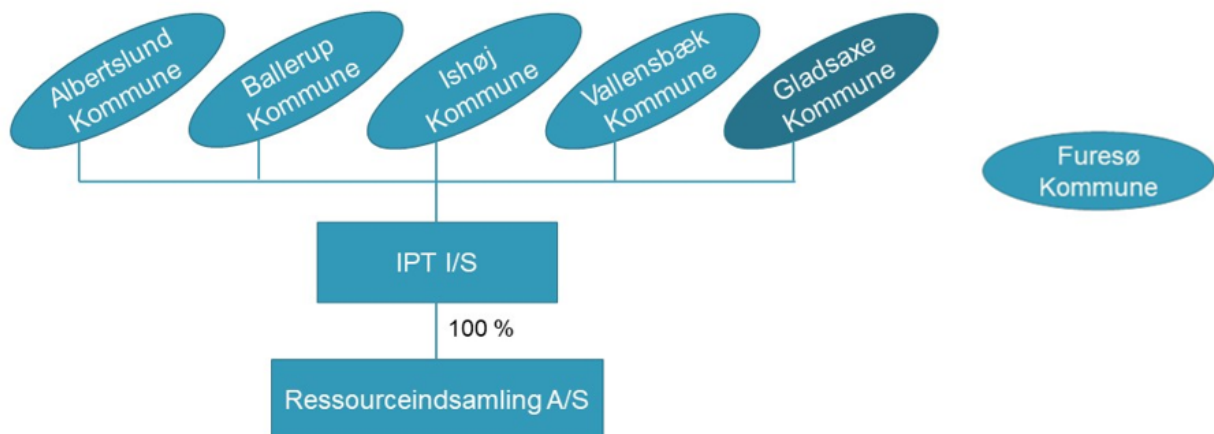 Albertslund
Kommune
Ballerup
Kommune
Ishøj
Kommune
Vallensbæk
Kommune
Gladsaxe
Kommune
Furesø
Kommune
IPT I/S
100 %
Ressourceindsamling A/S